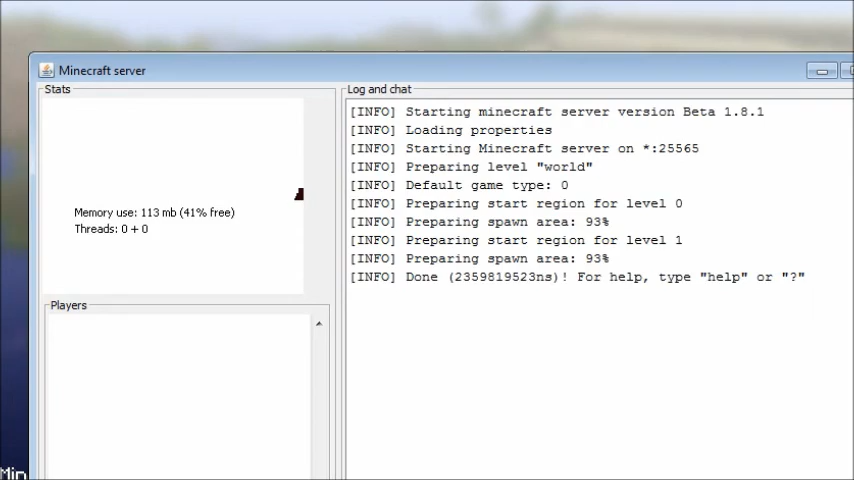 Minecraft server
Stats
Memory use: 113 mb (41% free)
Threads: 0 + 0
Players
Log and chat
[INFO] Starting minecraft server version Beta 1.8.1
[INFO] Loading properties
[INFO] Starting Minecraft server on *:25565
[INFO] Preparing level "world"
[INFO] Default game type: 0
[INFO] Preparing start region for level 0
[INFO] Preparing spawn area: 93%
[INFO] Preparing start region for level 1
[INFO] Preparing spawn area: 93%
[INFO] Done (2359819523ns)! For help, type "help" or "?"
Min